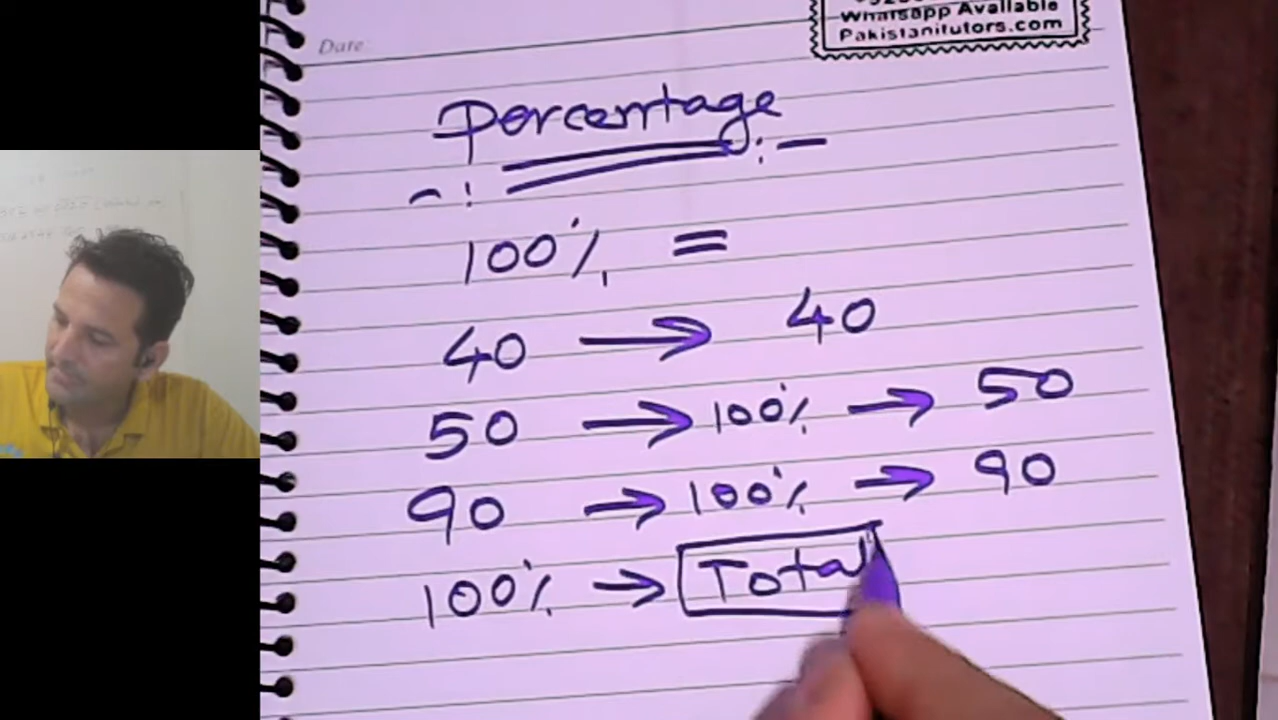 Whatsapp Available
Pakistanitutors.com
Date:
Percentage
100% =
40 → 40
50 → 100% → 50
90 → 100% → 90
100% → Total